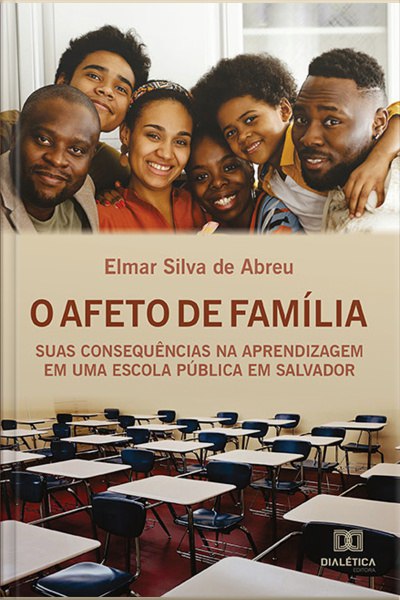 Elmar Silva de Abreu
O AFETO DE FAMÍLIA
SUAS CONSEQUÊNCIAS NA APRENDIZAGEM
EM UMA ESCOLA PÚBLICA EM SALVADOR
DIALÉTICA
EDITORA